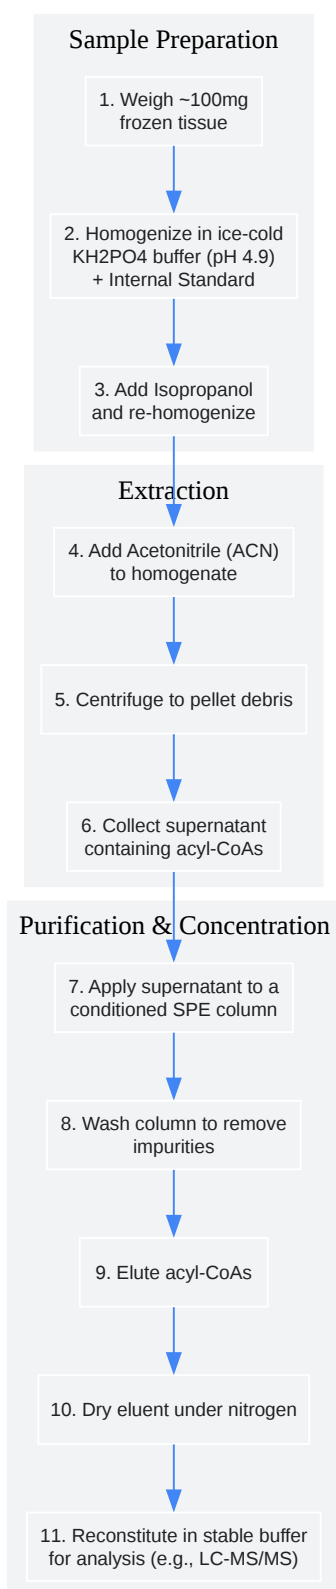 Sample Preparation
1. Weigh ~100mg
frozen tissue
2. Homogenize in ice-cold
KH2PO4 buffer (pH 4.9)
+ Internal Standard
3. Add Isopropanol
and re-homogenize
Extraction
4. Add Acetonitrile (ACN)
to homogenate
5. Centrifuge to pellet debris
6. Collect supernatant
containing acyl-CoAs
Purification & Concentration
7. Apply supernatant to a
conditioned SPE column
8. Wash column to remove
impurities
9. Elute acyl-CoAs
10. Dry eluent under nitrogen
11. Reconstitute in stable buffer
for analysis (e.g., LC-MS/MS)